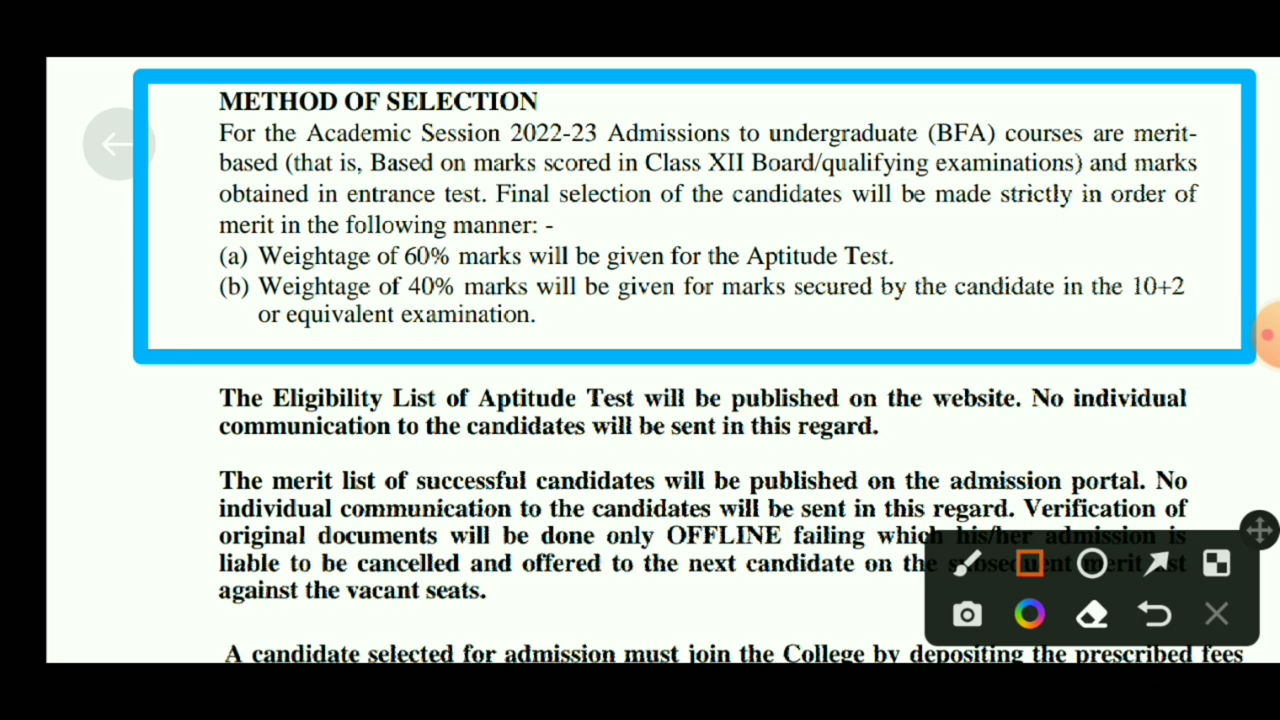 METHOD OF SELECTION
For the Academic Session 2022-23 Admissions to undergraduate (BFA) courses are merit-
based (that is, Based on marks scored in Class XII Board/qualifying examinations) and marks
obtained in entrance test. Final selection of the candidates will be made strictly in order of
merit in the following manner: -
(a) Weightage of 60% marks will be given for the Aptitude Test.
(b) Weightage of 40% marks will be given for marks secured by the candidate in the 10+2
or equivalent examination.
The Eligibility List of Aptitude Test will be published on the website. No individual
communication to the candidates will be sent in this regard.
The merit list of successful candidates will be published on the admission portal. No
individual communication to the candidates will be sent in this regard. Verification of
original documents will be done only OFFLINE failing which his/her admission is
liable to be cancelled and offered to the next candidate on the subsequent merit list
against the vacant seats.
A candidate selected for admission must join the College by depositing the prescribed fees